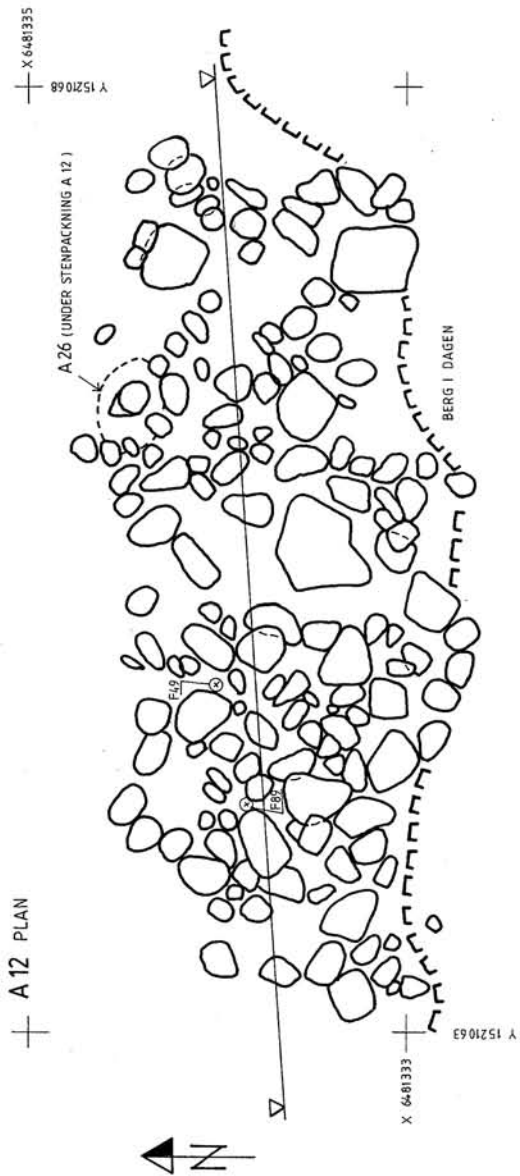 A 12 PLAN
X 6481335
Y 1521068
A 26 (UNDER STENPACKNING A 12)
F49
F89
BERG I DAGEN
X 6481333
Y 1521063
N